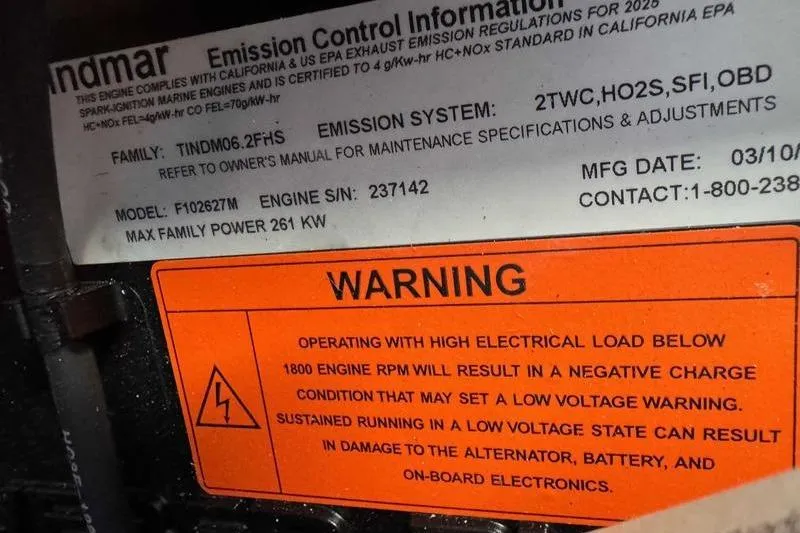 ndmar Emission Control Information
THIS ENGINE COMPLIES WITH CALIFORNIA & US EPA EXHAUST EMISSION REGULATIONS FOR 2026
SPARK-IGNITION MARINE ENGINES AND IS CERTIFIED TO 4 g/Kw-hr HC+NOx STANDARD IN CALIFORNIA EPA
HC+NOx FEL=4g/kW-hr CO FEL=70g/kW-hr
FAMILY: TINDM06.2FHS EMISSION SYSTEM: 2TWC,HO2S,SFI,OBD
REFER TO OWNER'S MANUAL FOR MAINTENANCE SPECIFICATIONS & ADJUSTMENTS
MODEL: F102627M ENGINE S/N: 237142 MFG DATE: 03/10/
MAX FAMILY POWER 261 KW CONTACT:1-800-238
WARNING
OPERATING WITH HIGH ELECTRICAL LOAD BELOW
1800 ENGINE RPM WILL RESULT IN A NEGATIVE CHARGE
CONDITION THAT MAY SET A LOW VOLTAGE WARNING.
SUSTAINED RUNNING IN A LOW VOLTAGE STATE CAN RESULT
IN DAMAGE TO THE ALTERNATOR, BATTERY, AND
ON-BOARD ELECTRONICS.